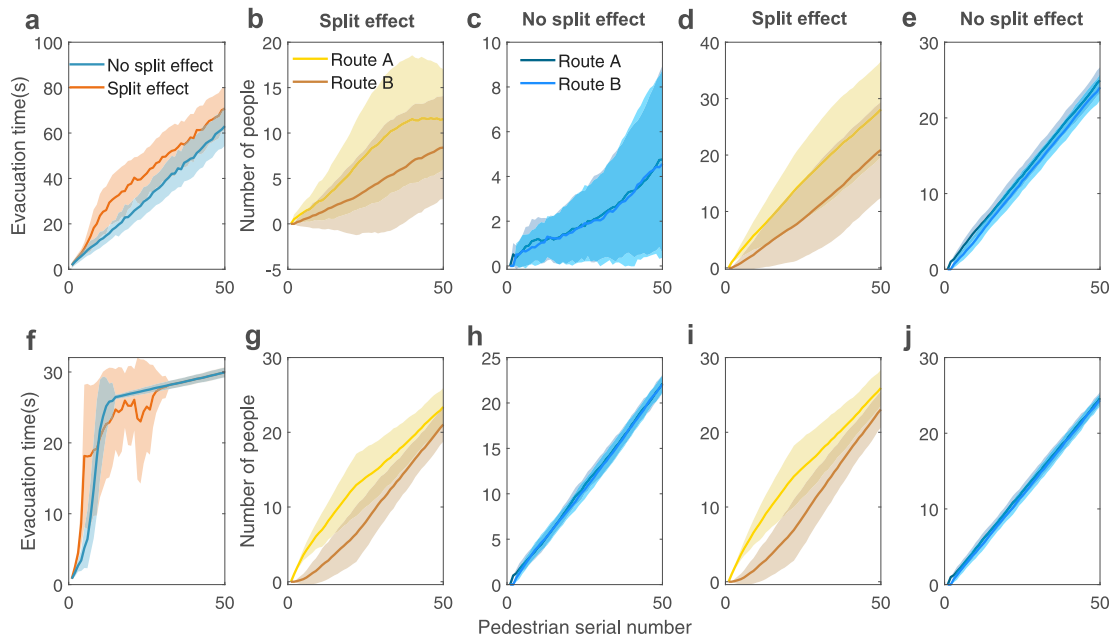 a
b
Split effect
c
No split effect
d
Split effect
e
No split effect
Evacuation time(s)
100
80
60
40
20
0
0
50
No split effect
Split effect
Number of people
20
15
10
5
0
-5
0
50
Route A
Route B
10
8
6
4
2
0
0
50
Route A
Route B
40
30
20
10
0
0
50
30
20
10
0
0
50
f
g
h
i
j
Evacuation time(s)
30
20
10
0
0
50
Number of people
30
20
10
0
0
50
25
20
15
10
5
0
0
50
30
20
10
0
0
50
30
20
10
0
0
50
Pedestrian serial number